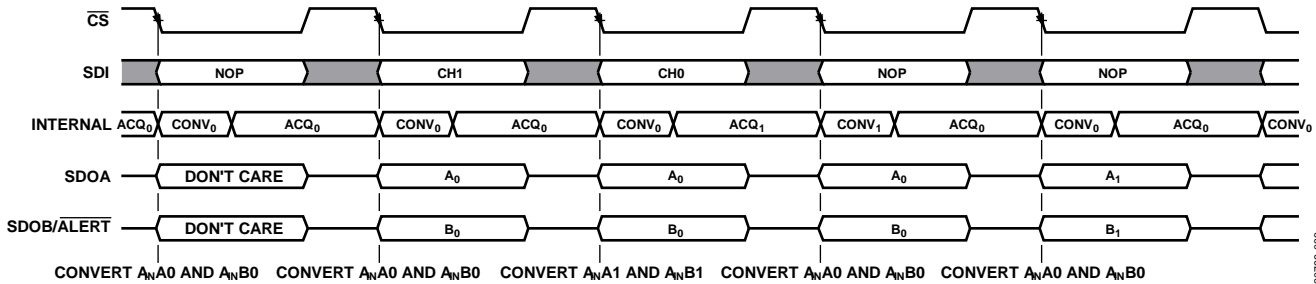 CS
SDI NOP CH1 CH0 NOP NOP
INTERNAL ACQ0 CONV0 ACQ0 CONV0 ACQ0 CONV0 ACQ1 CONV1 ACQ0 CONV0 ACQ0 CONV0
SDOA DON'T CARE A0 A0 A0 A1
SDOB/ALERT DON'T CARE B0 B0 B0 B1
CONVERT AINA0 AND AINB0 CONVERT AINA0 AND AINB0 CONVERT AINA1 AND AINB1 CONVERT AINA0 AND AINB0 CONVERT AINA0 AND AINB0